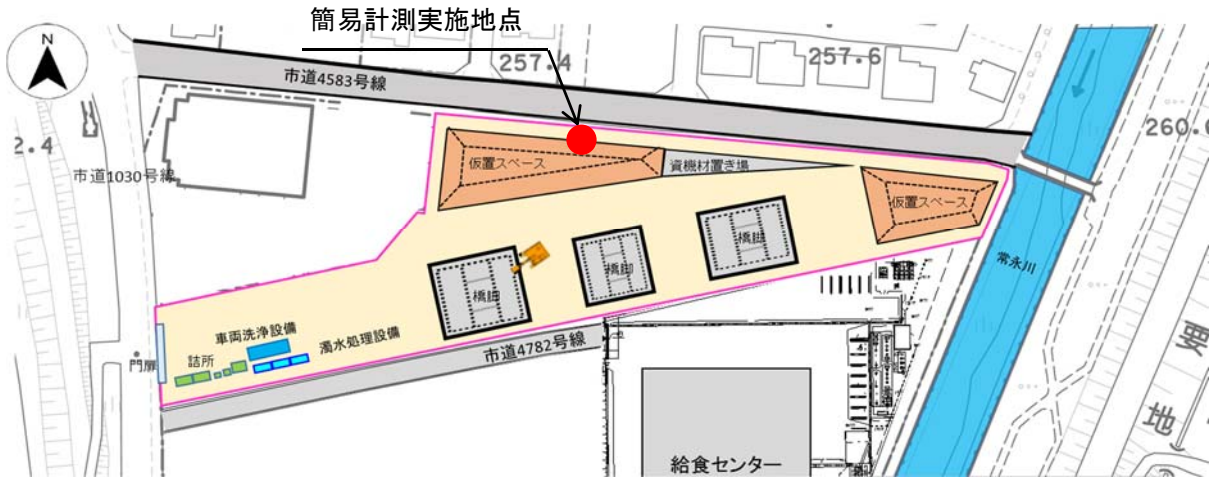 簡易計測実施地点
N
257.4
257.6
市道4583号線
260.
2.4
仮置スペース
資機材置き場
市道1030号線
仮置スペース
橋脚
橋脚
橋脚
常永川
車両洗浄設備
濁水処理設備
市道4782号線
門扉
詰所
地
給食センター